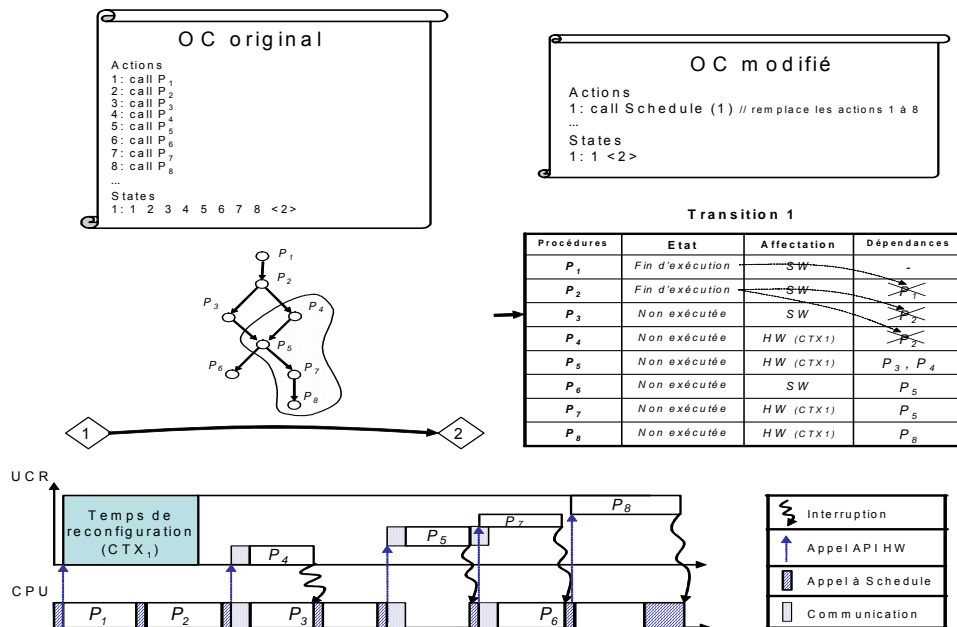 OC original
Actions
1: call P1
2: call P2
3: call P3
4: call P4
5: call P5
6: call P6
7: call P7
8: call P8
...
States
1: 1 2 3 4 5 6 7 8 <2>
OC modifié
Actions
1: call Schedule (1) // remplace les actions 1 à 8
...
States
1: 1 <2>
P1
P2
P3
P4
P5
P6
P7
P8
1
2
Transition 1
Procédures Etat Affectation Dépendances
P1 Fin d'exécution SW -
P2 Fin d'exécution SW P1
P3 Non exécutée SW P2
P4 Non exécutée HW (CTX1) P2
P5 Non exécutée HW (CTX1) P3, P4
P6 Non exécutée SW P5
P7 Non exécutée HW (CTX1) P5
P8 Non exécutée HW (CTX1) P8
UCR
Temps de
reconfiguration
(CTX1)
P4
P5
P7
P8
CPU
P1
P2
P3
P6
Interruption
Appel API HW
Appel à Schedule
Communication